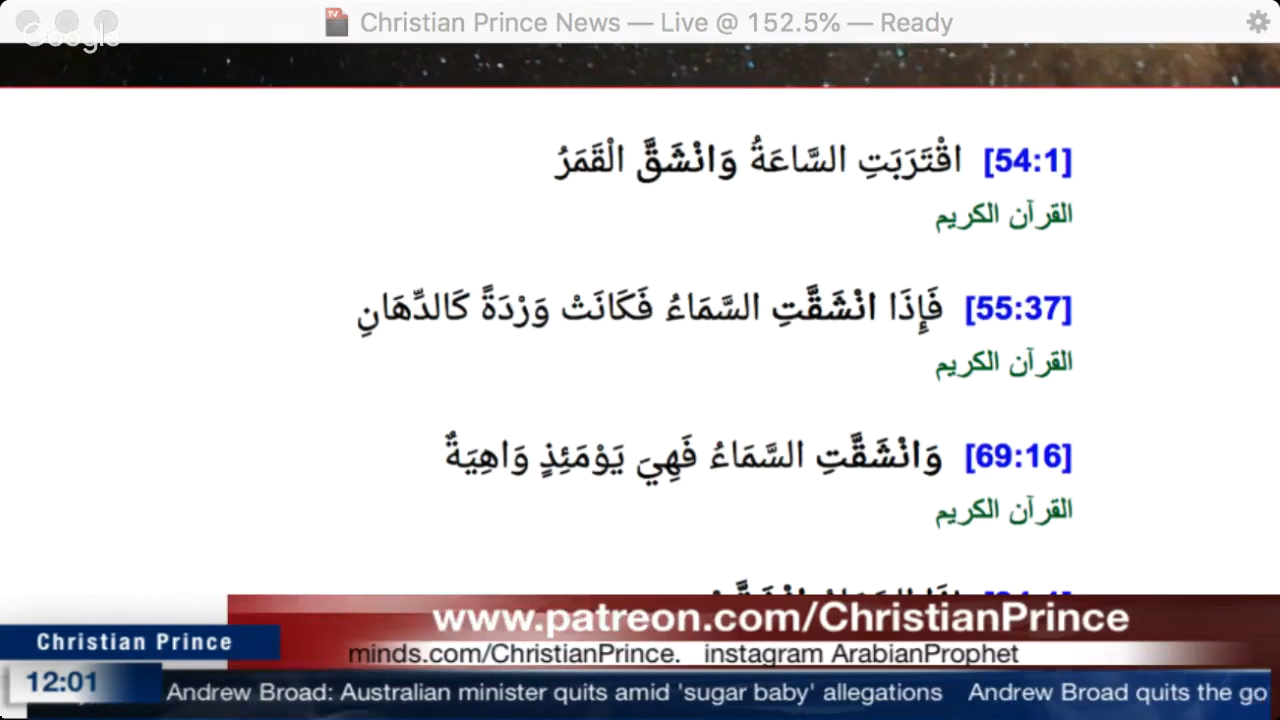 Christian Prince News — Live @ 152.5% — Ready
Google
[54:1] اقْتَرَبَتِ السَّاعَةُ وَانْشَقَّ الْقَمَرُ
القرآن الكريم
[55:37] فَإِذَا انْشَقَّتِ السَّمَاءُ فَكَانَتْ وَرْدَةً كَالدِّهَانِ
القرآن الكريم
[69:16] وَانْشَقَّتِ السَّمَاءُ فَهِيَ يَوْمَئِذٍ وَاهِيَةٌ
القرآن الكريم
www.patreon.com/ChristianPrince
Christian Prince
minds.com/ChristianPrince. instagram ArabianProphet
12:01
Andrew Broad: Australian minister quits amid 'sugar baby' allegations Andrew Broad quits the go